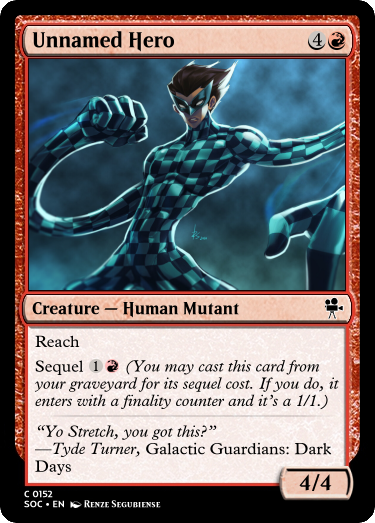 Unnamed Hero 4
Creature — Human Mutant
Reach
Sequel 1 (You may cast this card from
your graveyard for its sequel cost. If you do, it
enters with a finality counter and it's a 1/1.)
“Yo Stretch, you got this?”
—Tyde Turner, Galactic Guardians: Dark
Days
4/4
C 0152
SOC • EN Renze Segubiense